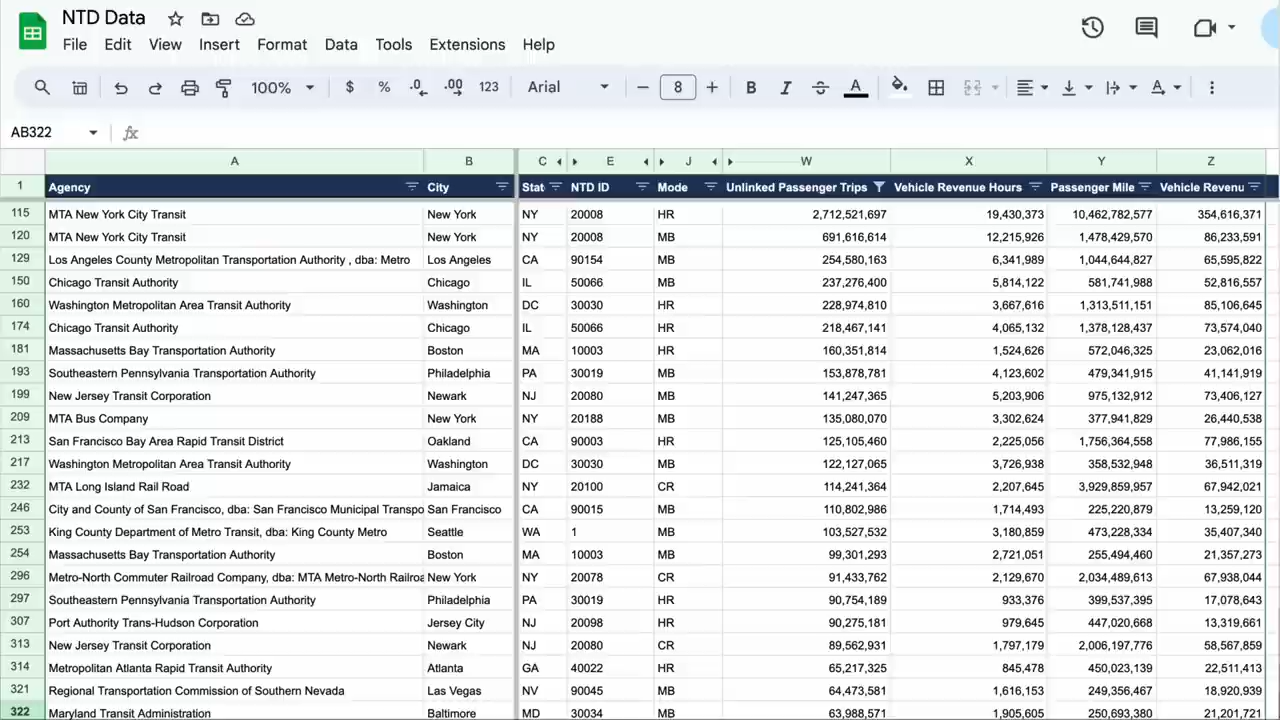 NTD Data
File Edit View Insert Format Data Tools Extensions Help
100% $ % .0 .00 123 Arial 8 B I S A
AB322 fx
A B C E J W X Y Z
1 Agency City Stat NTD ID Mode Unlinked Passenger Trips Vehicle Revenue Hours Passenger Mile Vehicle Revenu
115 MTA New York City Transit New York NY 20008 HR 2,712,521,697 19,430,373 10,462,782,577 354,616,371
120 MTA New York City Transit New York NY 20008 MB 691,616,614 12,215,926 1,478,429,570 86,233,591
129 Los Angeles County Metropolitan Transportation Authority , dba: Metro Los Angeles CA 90154 MB 254,580,163 6,341,989 1,044,644,827 65,595,822
150 Chicago Transit Authority Chicago IL 50066 MB 237,276,400 5,814,122 581,741,988 52,816,557
160 Washington Metropolitan Area Transit Authority Washington DC 30030 HR 228,974,810 3,667,616 1,313,511,151 85,106,645
174 Chicago Transit Authority Chicago IL 50066 HR 218,467,141 4,065,132 1,378,128,437 73,574,040
181 Massachusetts Bay Transportation Authority Boston MA 10003 HR 160,351,814 1,524,626 572,046,325 23,062,016
193 Southeastern Pennsylvania Transportation Authority Philadelphia PA 30019 MB 153,878,781 4,123,602 479,341,915 41,141,919
199 New Jersey Transit Corporation Newark NJ 20080 MB 141,247,365 5,203,906 975,132,912 73,406,127
209 MTA Bus Company New York NY 20188 MB 135,080,070 3,302,624 377,941,829 26,440,538
213 San Francisco Bay Area Rapid Transit District Oakland CA 90003 HR 125,105,460 2,225,056 1,756,364,558 77,986,155
217 Washington Metropolitan Area Transit Authority Washington DC 30030 MB 122,127,065 3,726,938 358,532,948 36,511,319
232 MTA Long Island Rail Road Jamaica NY 20100 CR 114,241,364 2,207,645 3,929,859,957 67,942,021
246 City and County of San Francisco, dba: San Francisco Municipal Transpo San Francisco CA 90015 MB 110,802,986 1,714,493 225,220,879 13,259,120
253 King County Department of Metro Transit, dba: King County Metro Seattle WA 1 MB 103,527,532 3,180,859 473,228,334 35,407,340
254 Massachusetts Bay Transportation Authority Boston MA 10003 MB 99,301,293 2,721,051 255,494,460 21,357,273
296 Metro-North Commuter Railroad Company, dba: MTA Metro-North Railroa New York NY 20078 CR 91,433,762 2,129,670 2,034,489,613 67,938,044
297 Southeastern Pennsylvania Transportation Authority Philadelphia PA 30019 HR 90,754,189 933,376 399,537,395 17,078,643
307 Port Authority Trans-Hudson Corporation Jersey City NJ 20098 HR 90,275,181 979,645 447,020,668 13,319,661
313 New Jersey Transit Corporation Newark NJ 20080 CR 89,562,931 1,797,179 2,006,197,776 58,567,859
314 Metropolitan Atlanta Rapid Transit Authority Atlanta GA 40022 HR 65,217,325 845,478 450,023,139 22,511,413
321 Regional Transportation Commission of Southern Nevada Las Vegas NV 90045 MB 64,473,581 1,616,153 249,356,467 18,920,939
322 Maryland Transit Administration Baltimore MD 30034 MB 63,988,571 1,905,605 250,693,380 21,201,721